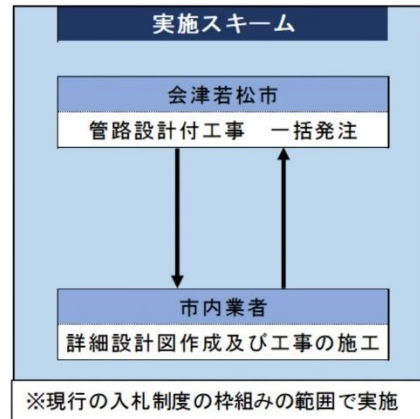 実施スキーム
会津若松市
管路設計付工事　一括発注
市内業者
詳細設計図作成及び工事の施工
※現行の入札制度の枠組みの範囲で実施